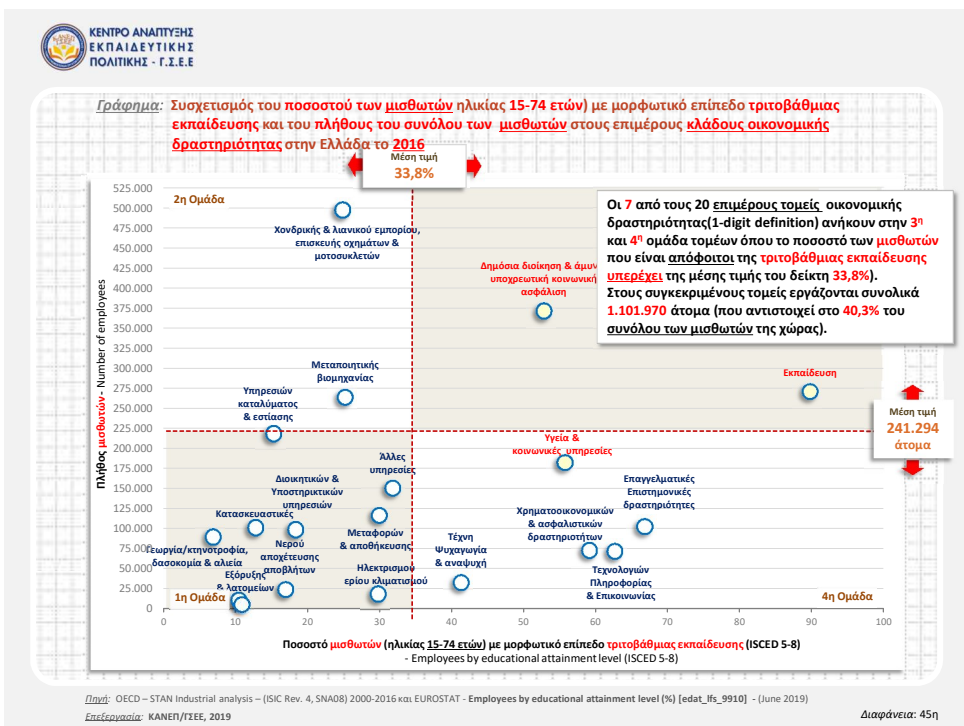 ΚΕΝΤΡΟ ΑΝΑΠΤΥΞΗΣ
ΕΚΠΑΙΔΕΥΤΙΚΗΣ
ΠΟΛΙΤΙΚΗΣ - Γ.Σ.Ε.Ε
Γράφημα: Συσχετισμός του ποσοστού των μισθωτών ηλικίας 15-74 ετών) με μορφωτικό επίπεδο τριτοβάθμιας
εκπαίδευσης και του πλήθους του συνόλου των μισθωτών στους επιμέρους κλάδους οικονομικής
δραστηριότητας στην Ελλάδα το 2016
Μέση τιμή
33,8%
525.000
500.000
475.000
450.000
425.000
400.000
375.000
350.000
325.000
300.000
275.000
250.000
225.000
200.000
175.000
150.000
125.000
100.000
75.000
50.000
25.000
0
Πλήθος μισθωτών - Number of employees
2η Ομάδα
Χονδρικής & λιανικού εμπορίου,
επισκευής οχημάτων &
μοτοσυκλετών
Δημόσια διοίκηση & άμυν
υποχρεωτική κοινωνική
ασφάλιση
Οι 7 από τους 20 επιμέρους τομείς οικονομικής
δραστηριότητας(1-digit definition) ανήκουν στην 3η
και 4η ομάδα τομέων όπου το ποσοστό των μισθωτών
που είναι απόφοιτοι της τριτοβάθμιας εκπαίδευσης
υπερέχει της μέσης τιμής του δείκτη 33,8%).
Στους συγκεκριμένους τομείς εργάζονται συνολικά
1.101.970 άτομα (που αντιστοιχεί στο 40,3% του
συνόλου των μισθωτών της χώρας).
Μεταποιητικής
βιομηχανίας
Εκπαίδευση
Υπηρεσιών
καταλύματος
& εστίασης
Μέση τιμή
241.294
άτομα
Υγεία &
κοινωνικές υπηρεσίες
Άλλες
υπηρεσίες
Διοικητικών &
Υποστηρικτικών
υπηρεσιών
Επαγγελματικές
Επιστημονικές
δραστηριότητες
Κατασκευαστικές
Χρηματοοικονομικών
& ασφαλιστικών
δραστηριοτήτων
Μεταφορών
& αποθήκευσης
Τέχνη
Ψυχαγωγία
& αναψυχή
Γεωργία/κτηνοτροφία,
δασοκομία & αλιεία
Νερού
αποχέτευσης
αποβλήτων
Ηλεκτρισμού
ερίου κλιματισμού
Τεχνολογιών
Πληροφορίας
& Επικοινωνίας
Εξόρυξης
& λατομείων
1η Ομάδα
4η Ομάδα
0 10 20 30 40 50 60 70 80 90 100
Ποσοστό μισθωτών (ηλικίας 15-74 ετών) με μορφωτικό επίπεδο τριτοβάθμιας εκπαίδευσης (ISCED 5-8)
- Employees by educational attainment level (ISCED 5-8)
Πηγή: OECD – STAN Industrial analysis – (ISIC Rev. 4, SNA08) 2000-2016 και EUROSTAT - Employees by educational attainment level (%) [edat_lfs_9910] - (June 2019)
Επεξεργασία: ΚΑΝΕΠ/ΓΣΕΕ, 2019
Διαφάνεια: 45η